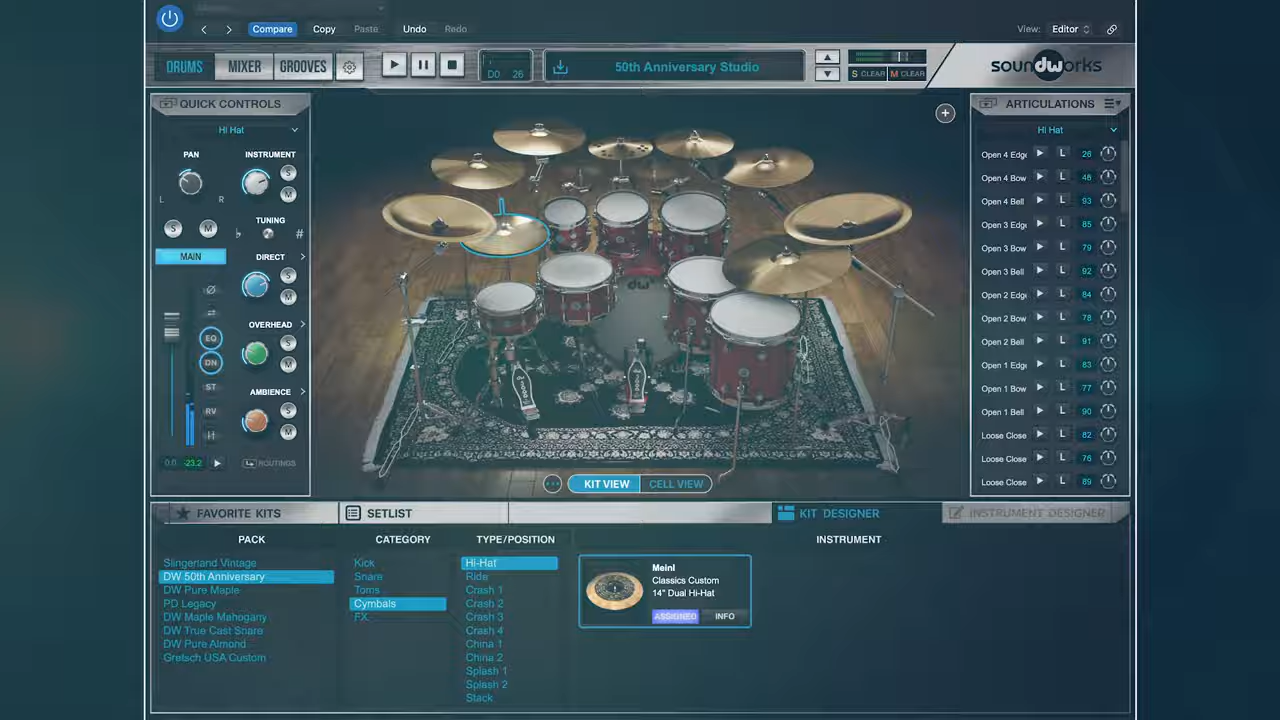 Compare Copy Paste Undo Redo View: Editor
DRUMS MIXER GROOVES D0 26 50th Anniversary Studio S CLEAR M CLEAR soundworks
QUICK CONTROLS
Hi Hat
PAN INSTRUMENT
S
M
L R
TUNING
S M
♭ #
MAIN
DIRECT
S
M
EQ
OVERHEAD
DN
S
M
ST
AMBIENCE
RV
S
M
0.0 -23.2 ROUTINGS
dw
KIT VIEW CELL VIEW
ARTICULATIONS
Hi Hat
Open 4 Edge L 26
Open 4 Bow L 48
Open 4 Bell L 93
Open 3 Edge L 85
Open 3 Bow L 79
Open 3 Bell L 92
Open 2 Edge L 84
Open 2 Bow L 78
Open 2 Bell L 91
Open 1 Edge L 83
Open 1 Bow L 77
Open 1 Bell L 90
Loose Close L 82
Loose Close L 76
Loose Close L 89
FAVORITE KITS SETLIST KIT DESIGNER INSTRUMENT DESIGNER
PACK CATEGORY TYPE/POSITION INSTRUMENT
Slingerland Vintage
DW 50th Anniversary
DW Pure Maple
PD Legacy
DW Maple Mahogany
DW True Cast Snare
DW Pure Almond
Gretsch USA Custom
Kick
Snare
Toms
Cymbals
FX
Hi-Hat
Ride
Crash 1
Crash 2
Crash 3
Crash 4
China 1
China 2
Splash 1
Splash 2
Stack
Meinl
Classics Custom
14" Dual Hi-Hat
ASSIGNED INFO